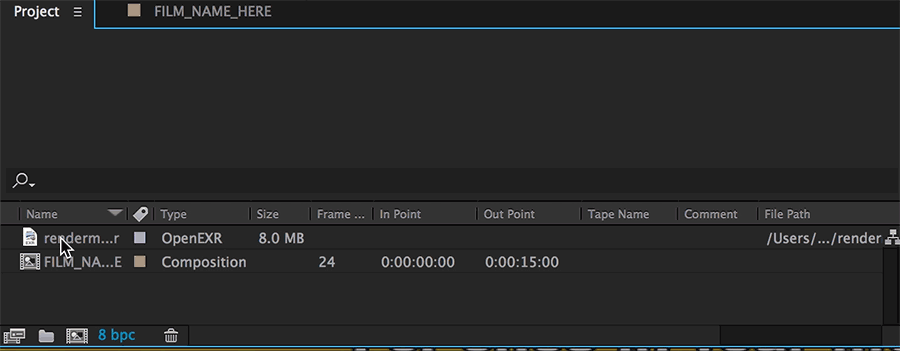 Project FILM_NAME_HERE
Name Type Size Frame ... In Point Out Point Tape Name Comment File Path
renderm...r OpenEXR 8.0 MB /Users/.../render
FILM_NA...E Composition 24 0:00:00:00 0:00:15:00
8 bpc